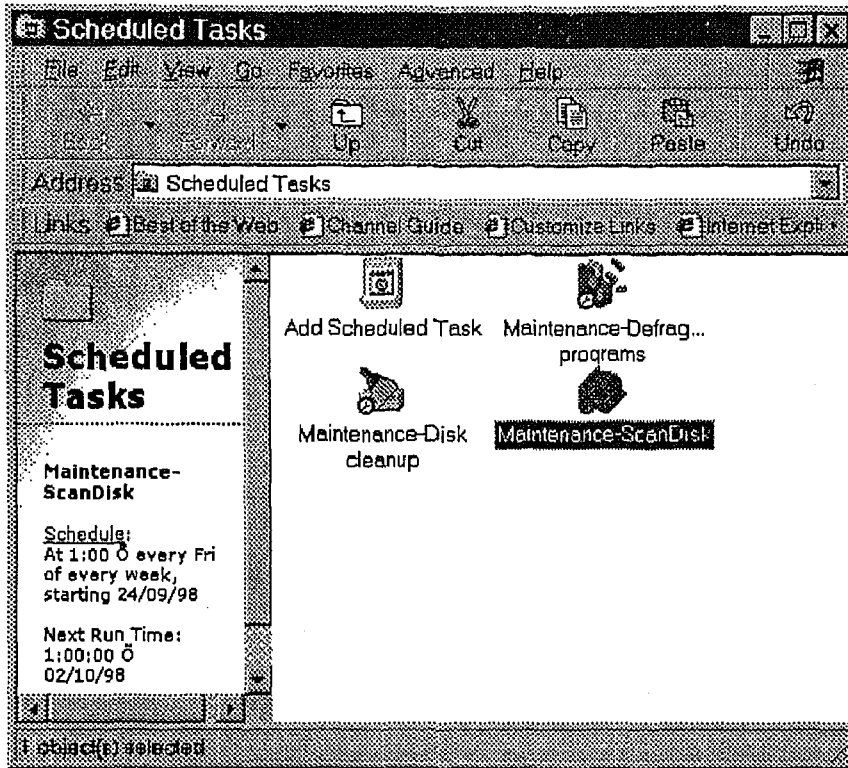 Scheduled Tasks
File Edit View Go Favorites Advanced Help
Up Cut Copy Paste Undo
Address Scheduled Tasks
Links Best of the Web Channel Guide Customize Links Internet Explr
Add Scheduled Task
Maintenance-Defrag...
programs
Maintenance-Disk
cleanup
Maintenance-ScanDisk
Scheduled
Tasks
Maintenance-
ScanDisk
Schedule:
At 1:00 Ö every Fri
of every week,
starting 24/09/98
Next Run Time:
1:00:00 Ö
02/10/98
1 object(s) selected